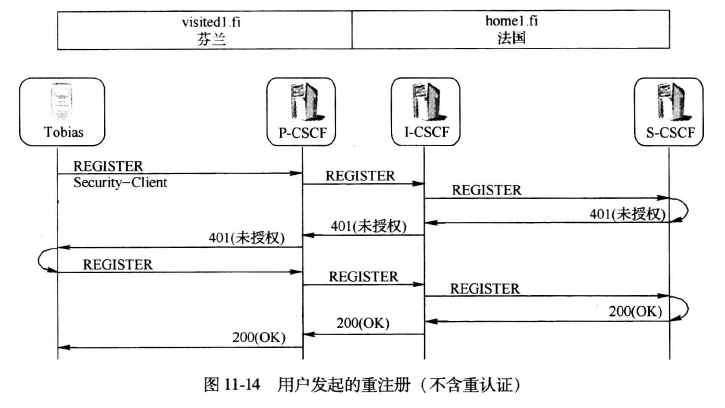 visited1.fi
芬兰
home1.fi
法国
Tobias
P-CSCF
I-CSCF
S-CSCF
REGISTER
Security-Client
REGISTER
REGISTER
401(未授权)
401(未授权)
401(未授权)
REGISTER
REGISTER
REGISTER
200(OK)
200(OK)
200(OK)
图 11-14 用户发起的重注册（不含重认证）